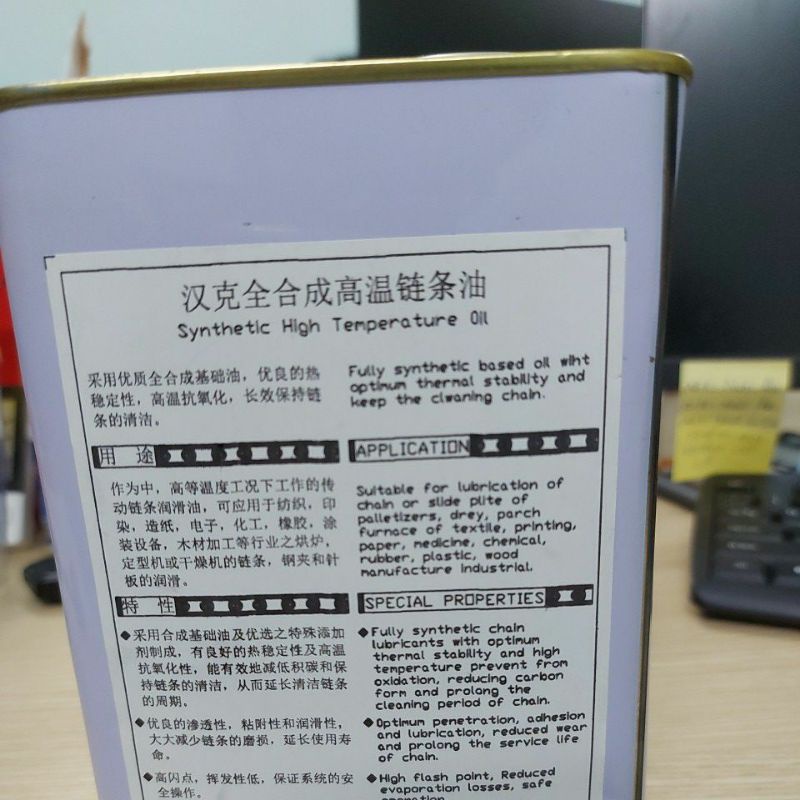 汉克全合成高温链条油
Synthetic High Temperature Oil
采用优质全合成基础油，优良的热
稳定性，高温抗氧化，长效保持链
条的清洁。
Fully synthetic based oil wiht
optimum thermal stability and
keep the clwaning chain.
用 途
作为中，高等温度工况下工作的传
动链条润滑油，可应用于纺织，印
染，造纸，电子，化工，橡胶，涂
装设备，木材加工等行业之烘炉，
定型机或干燥机的链条，钢夹和针
板的润滑。
APPLICATION
Suitable for lubrication of
chain or slide plite of
palletizers, drey, parch
furnace of textile, printing,
paper, nedicine, chemical,
rubber, plastic, wood
manufacture industrial.
特 性
◆采用合成基础油及优选之特殊添加
剂制成，有良好的热稳定性及高温
抗氧化性，能有效地减低积碳和保
持链条的清洁，从而延长清洁链条
的周期。
◆优良的渗透性，粘附性和润滑性，
大大减少链条的磨损，延长使用寿
命。
◆高闪点，挥发性低，保证系统的安
全操作。
SPECIAL PROPERTIES
◆Fully synthetic chain
lubricants with optimum
thermal stability and high
temperature prevent from
oxidation, reducing carbon
form and prolong the
cleaning period of chain.
◆Optimum penetration, adhesion
and lubrication, reduced wear
and prolong the service life
of chain.
◆High flash point, Reduced
evaporation losses, safe
operation